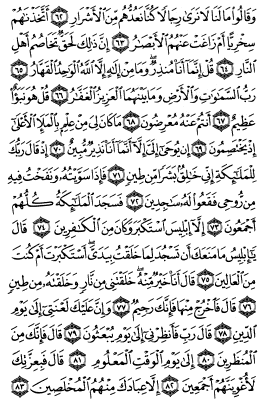 وَقَالُوا۟ مَا لَنَا لَا نَرَىٰ رِجَالًا كُنَّا نَعُدُّهُم مِّنَ ٱلْأَشْرَارِ ٦٢ أَتَّخَذْنَٰهُمْ
سِخْرِيًّا أَمْ زَاغَتْ عَنْهُمُ ٱلْأَبْصَٰرُ ٦٣ إِنَّ ذَٰلِكَ لَحَقٌّ تَخَاصُمُ أَهْلِ
ٱلنَّارِ ٦٤ قُلْ إِنَّمَآ أَنَا۠ مُنذِرٌ وَمَا مِنْ إِلَٰهٍ إِلَّا ٱللَّهُ ٱلْوَٰحِدُ ٱلْقَهَّارُ ٦٥
رَبُّ ٱلسَّمَٰوَٰتِ وَٱلْأَرْضِ وَمَا بَيْنَهُمَا ٱلْعَزِيزُ ٱلْغَفَّٰرُ ٦٦ قُلْ هُوَ نَبَؤٌا۟
عَظِيمٌ ٦٧ أَنتُمْ عَنْهُ مُعْرِضُونَ ٦٨ مَا كَانَ لِىَ مِنْ عِلْمٍۭ بِٱلْمَلَإِ ٱلْأَعْلَىٰٓ
إِذْ يَخْتَصِمُونَ ٦٩ إِن يُوحَىٰٓ إِلَىَّ إِلَّآ أَنَّمَآ أَنَا۠ نَذِيرٌ مُّبِينٌ ٧٠ إِذْ قَالَ رَبُّكَ
لِلْمَلَٰٓئِكَةِ إِنِّى خَٰلِقٌۢ بَشَرًا مِّن طِينٍ ٧١ فَإِذَا سَوَّيْتُهُۥ وَنَفَخْتُ فِيهِ
مِن رُّوحِى فَقَعُوا۟ لَهُۥ سَٰجِدِينَ ٧٢ فَسَجَدَ ٱلْمَلَٰٓئِكَةُ كُلُّهُمْ
أَجْمَعُونَ ٧٣ إِلَّآ إِبْلِيسَ ٱسْتَكْبَرَ وَكَانَ مِنَ ٱلْكَٰفِرِينَ ٧٤ قَالَ
يَٰٓإِبْلِيسُ مَا مَنَعَكَ أَن تَسْجُدَ لِمَا خَلَقْتُ بِيَدَىَّ أَسْتَكْبَرْتَ أَمْ كُنتَ
مِنَ ٱلْعَالِينَ ٧٥ قَالَ أَنَا۠ خَيْرٌ مِّنْهُ خَلَقْتَنِى مِن نَّارٍ وَخَلَقْتَهُۥ مِن طِينٍ
٧٦ قَالَ فَٱخْرُجْ مِنْهَا فَإِنَّكَ رَجِيمٌ ٧٧ وَإِنَّ عَلَيْكَ لَعْنَتِىٓ إِلَىٰ يَوْمِ
ٱلدِّينِ ٧٨ قَالَ رَبِّ فَأَنظِرْنِىٓ إِلَىٰ يَوْمِ يُبْعَثُونَ ٧٩ قَالَ فَإِنَّكَ مِنَ
ٱلْمُنظَرِينَ ٨٠ إِلَىٰ يَوْمِ ٱلْوَقْتِ ٱلْمَعْلُومِ ٨١ قَالَ فَبِعِزَّتِكَ
لَأُغْوِيَنَّهُمْ أَجْمَعِينَ ٨٢ إِلَّا عِبَادَكَ مِنْهُمُ ٱلْمُخْلَصِينَ ٨٣